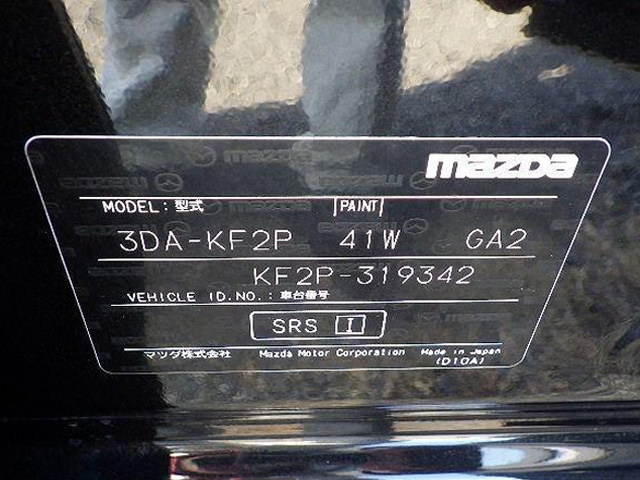 mazda
MODEL: 型式 PAINT
3DA-KF2P 41W GA2
KF2P-319342
VEHICLE ID.NO.: 車台番号
SRS I
マツダ株式会社 Mazda Motor Corporation Made in Japan
(D10A)